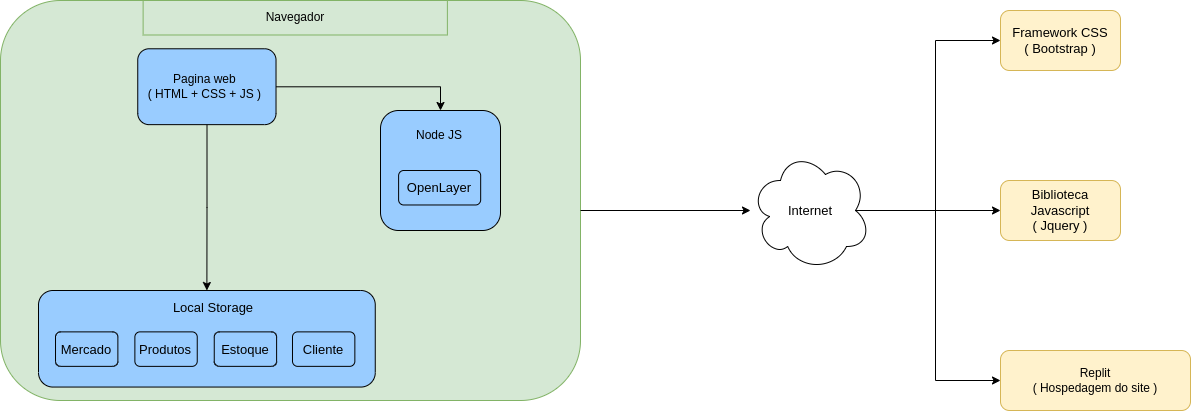 Navegador
Pagina web
( HTML + CSS + JS )
Node JS
OpenLayer
Local Storage
Mercado
Produtos
Estoque
Cliente
Internet
Framework CSS
( Bootstrap )
Biblioteca
Javascript
( Jquery )
Replit
( Hospedagem do site )